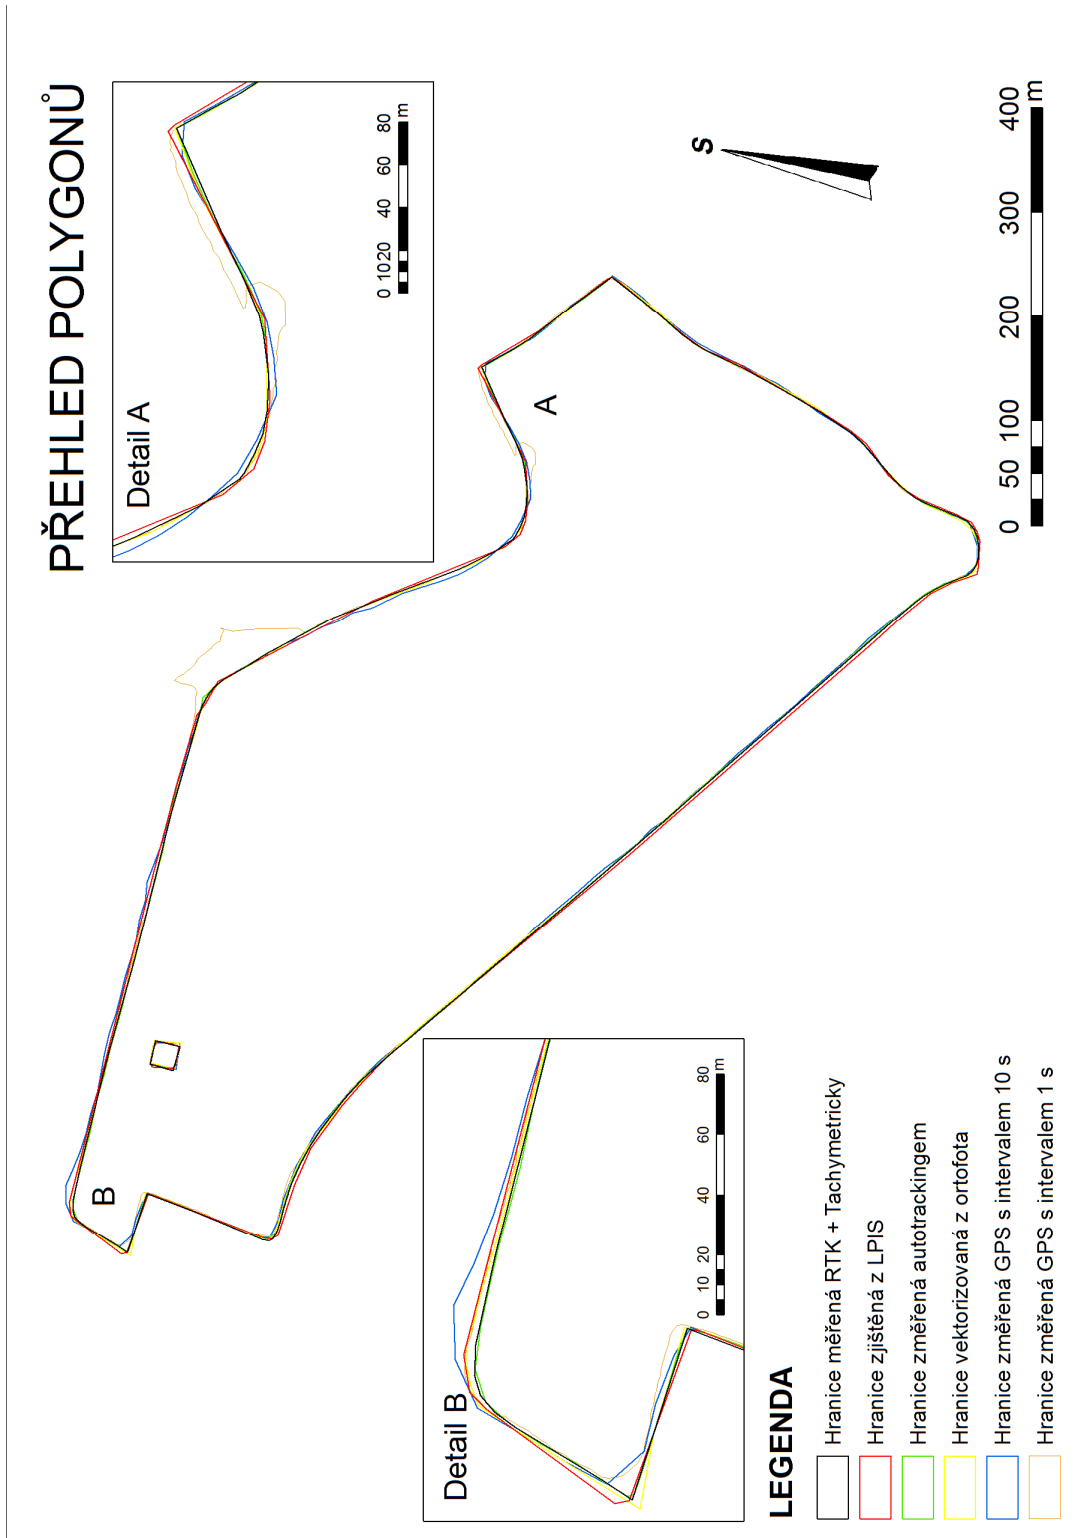 PŘEHLED POLYGONŮ
Detail A
0 10 20 40 60 80
m
S
A
B
0 50 100 200 300 400
m
Detail B
0 10 20 40 60 80
m
LEGENDA
Hranice měřená RTK + Tachymetricky
Hranice zjištěná z LPIS
Hranice změřená autotrackingem
Hranice vektorizovaná z ortofota
Hranice změřená GPS s intervalem 10 s
Hranice změřená GPS s intervalem 1 s